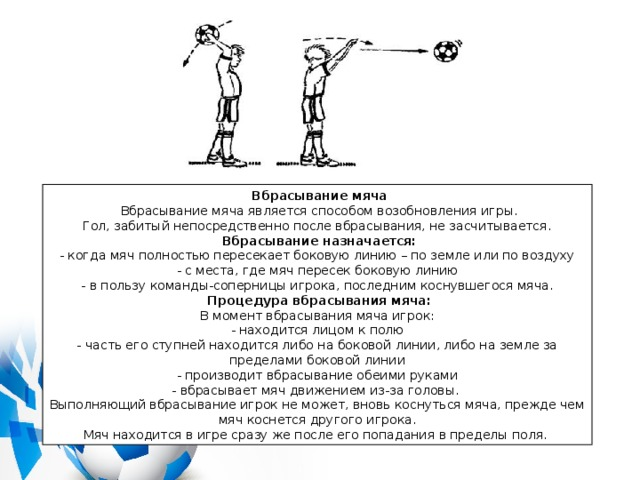 Вбрасывание мяча
Вбрасывание мяча является способом возобновления игры.
Гол, забитый непосредственно после вбрасывания, не засчитывается.
Вбрасывание назначается:
- когда мяч полностью пересекает боковую линию – по земле или по воздуху
- с места, где мяч пересек боковую линию
- в пользу команды-соперницы игрока, последним коснувшегося мяча.
Процедура вбрасывания мяча:
В момент вбрасывания мяча игрок:
- находится лицом к полю
- часть его ступней находится либо на боковой линии, либо на земле за
пределами боковой линии
- производит вбрасывание обеими руками
- вбрасывает мяч движением из-за головы.
Выполняющий вбрасывание игрок не может, вновь коснуться мяча, прежде чем
мяч коснется другого игрока.
Мяч находится в игре сразу же после его попадания в пределы поля.